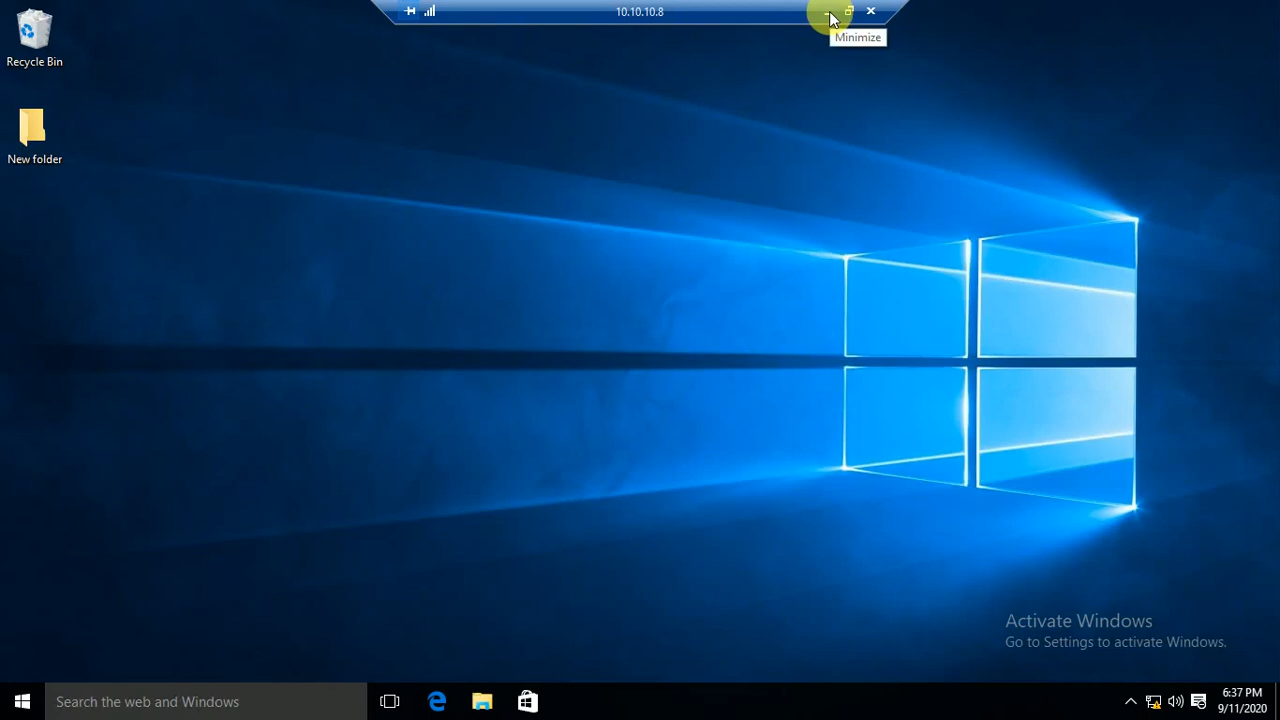 10.10.10.8
Minimize
Recycle Bin
New folder
Activate Windows
Go to Settings to activate Windows.
Search the web and Windows
6:37 PM
9/11/2020